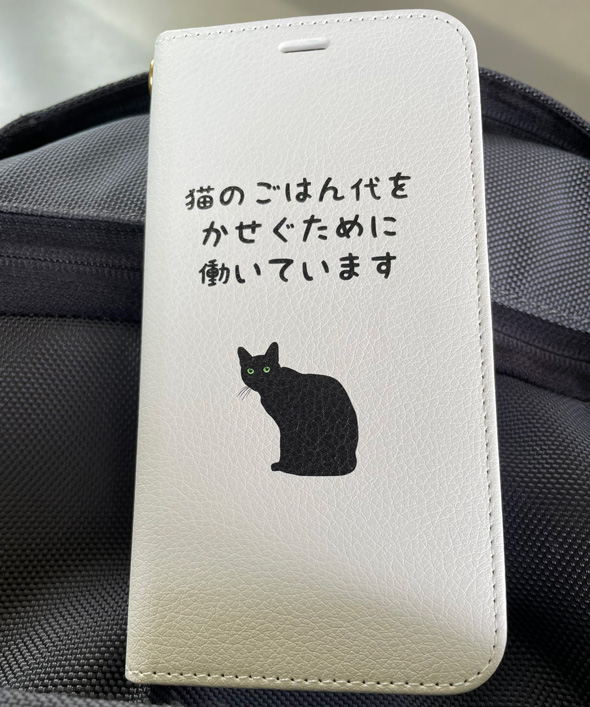 猫のごはん代を
かせぐために
働いています